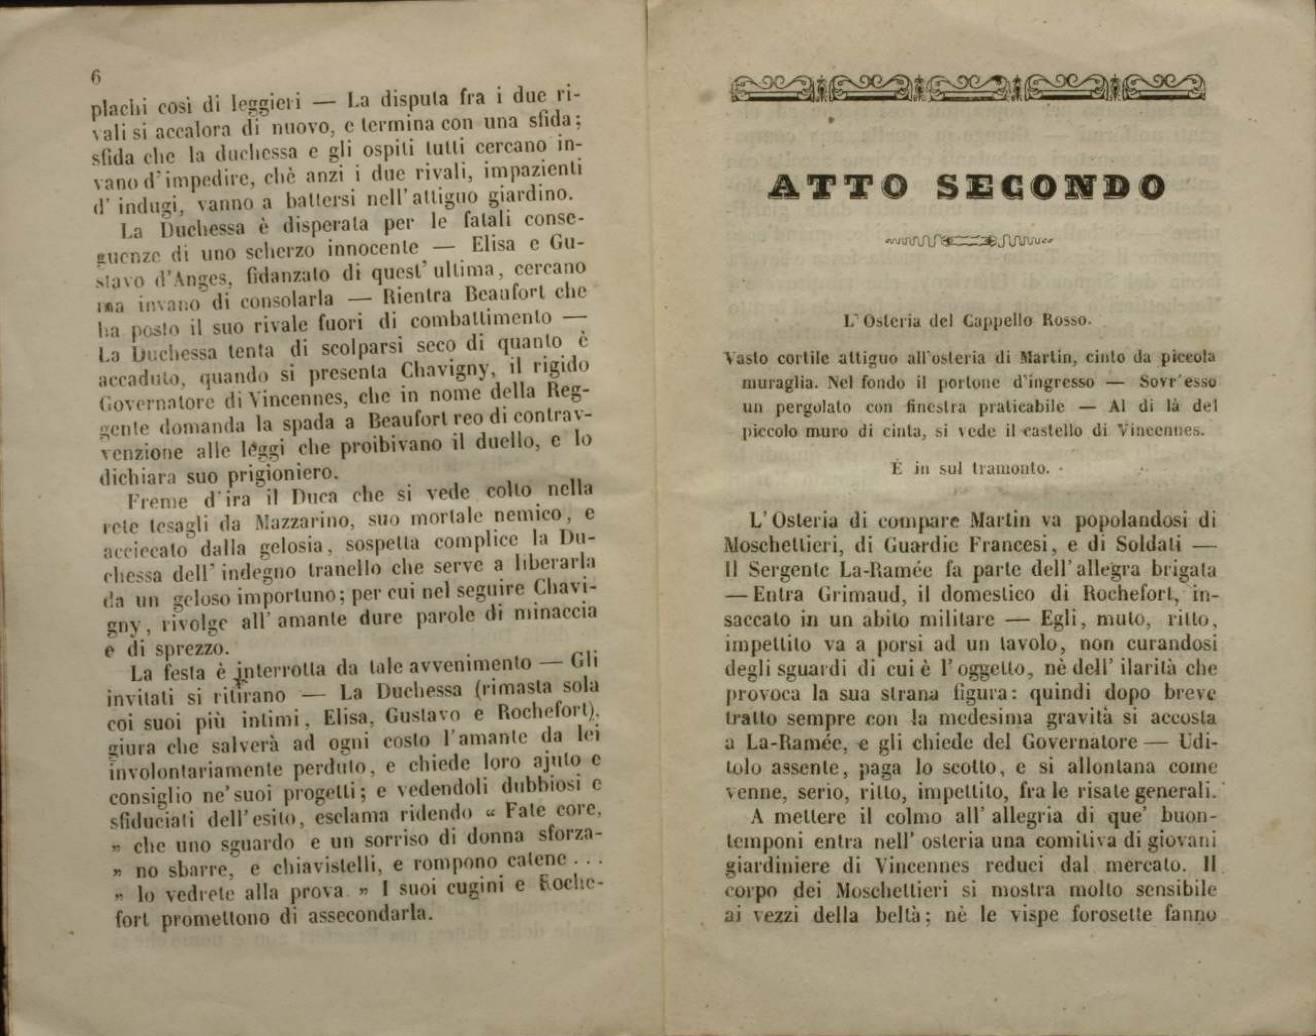 6
plachi così di leggieri — La disputa fra i due ri-
vali si accalora di nuovo, e termina con una sfida;
sfida che la duchessa e gli ospiti tutti cercano in-
vano d'impedire, chè anzi i due rivali, impazienti
d' indugi, vanno a battersi nell' attiguo giardino.
La Duchessa è disperata per le fatali conse-
guenze di uno scherzo innocente — Elisa e Gu-
stavo d'Anges, fidanzato di quest' ultima, cercano
ma invano di consolarla — Rientra Beaufort che
ha posto il suo rivale fuori di combattimento —
La Duchessa tenta di scolparsi seco di quanto è
accaduto, quando si presenta Chavigny, il rigido
Governatore di Vincennes, che in nome della Reg-
gente domanda la spada a Beaufort reo di contrav-
venzione alle léggi che proibivano il duello, e lo
dichiara suo prigioniero.
Freme d'ira il Duca che si vede colto nella
rete tesagli da Mazzarino, suo mortale nemico, e
acciecato dalla gelosia, sospetta complice la Du-
chessa dell' indegno tranello che serve a liberarla
da un geloso importuno; per cui nel seguire Chavi-
gny, rivolge all' amante dure parole di minaccia
e di sprezzo.
La festa è interrotta da tale avvenimento — Gli
invitati si ritirano — La Duchessa (rimasta sola
coi suoi più intimi, Elisa, Gustavo e Rochefort),
giura che salverà ad ogni costo l'amante da lei
involontariamente perduto, e chiede loro ajuto e
consiglio ne' suoi progetti; e vedendoli dubbiosi e
sfiduciati dell' esito, esclama ridendo « Fate core,
» che uno sguardo e un sorriso di donna sforza-
» no sbarre, e chiavistelli, e rompono catene . . .
» lo vedrete alla prova » I suoi cugini e Roche-
fort promettono di assecondarla.
ATTO SECONDO
L'Osteria del Cappello Rosso.
Vasto cortile attiguo all'osteria di Martin, cinto da piccola
muraglia. Nel fondo il portone d'ingresso — Sovr'esso
un pergolato con finestra praticabile — Al di là del
piccolo muro di cinta, si vede il castello di Vincennes.
È in sul tramonto.
L' Osteria di compare Martin va popolandosi di
Moschettieri, di Guardie Francesi, e di Soldati —
Il Sergente La-Ramée fa parte dell' allegra brigata
— Entra Grimaud, il domestico di Rochefort, in-
saccato in un abito militare — Egli, muto, ritto,
impettito va a porsi ad un tavolo, non curandosi
degli sguardi di cui è l' oggetto, nè dell' ilarità che
provoca la sua strana figura: quindi dopo breve
tratto sempre con la medesima gravità si accosta
a La-Ramée, e gli chiede del Governatore — Udi-
tolo assente, paga lo scotto, e si allontana come
venne, serio, ritto, impettito, fra le risate generali.
A mettere il colmo all' allegria di que' buon-
temponi entra nell' osteria una comitiva di giovani
giardiniere di Vincennes reduci dal mercato. Il
corpo dei Moschettieri si mostra molto sensibile
ai vezzi della beltà; nè le vispe forosette fanno